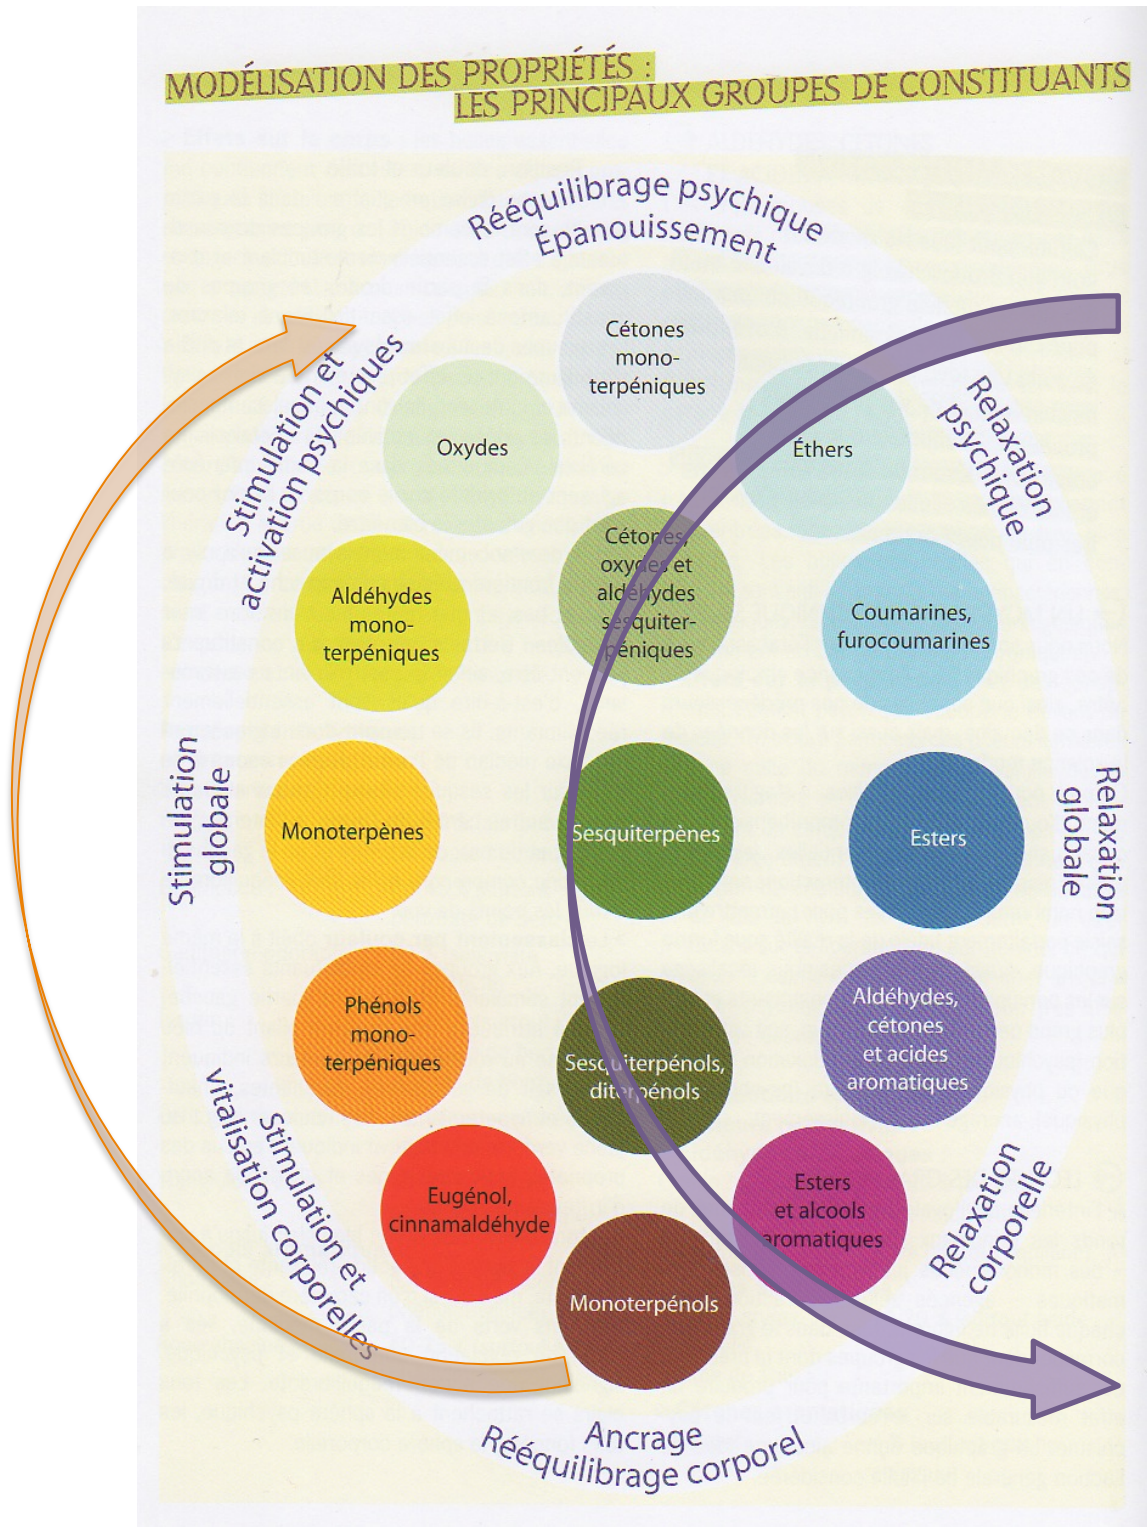 MODÉLISATION DES PROPRIÉTÉS :
LES PRINCIPAUX GROUPES DE CONSTITUANTS
Rééquilibrage psychique
Épanouissement
Cétones
mono-
terpéniques
Stimulation et
activation psychiques
Oxydes
Éthers
Relaxation
psychique
Cétones,
oxydes et
aldéhydes
sesquiter-
péniques
Aldéhydes
mono-
terpéniques
Coumarines,
furocoumarines
Stimulation
globale
Monoterpènes
Sesquiterpènes
Esters
Relaxation
globale
Phénols
mono-
terpéniques
Sesquiterpénols,
diterpénols
Aldéhydes,
cétones
et acides
aromatiques
Stimulation et
vitalisation corporelles
Eugénol,
cinnamaldéhyde
Esters
et alcools
aromatiques
Relaxation
corporelle
Monoterpénols
Ancrage
Rééquilibrage corporel